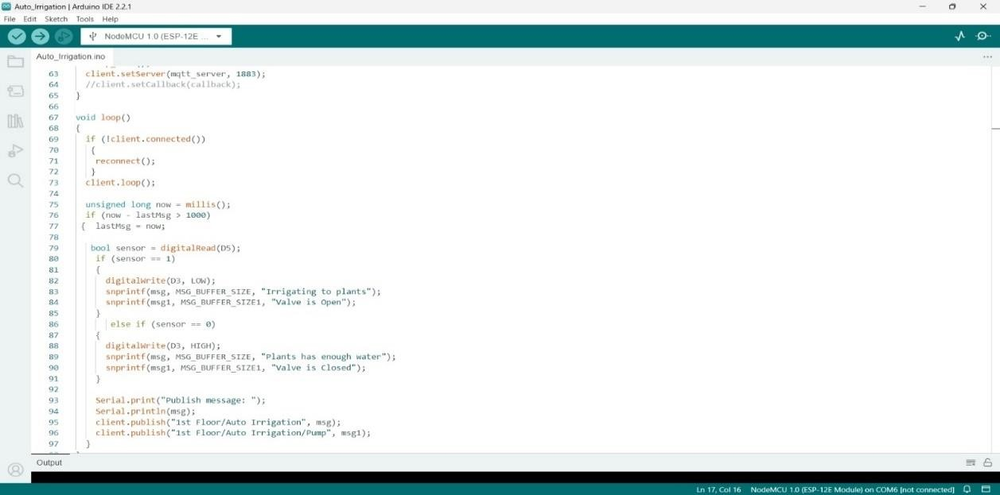 Auto_Irrigation | Arduino IDE 2.2.1
File Edit Sketch Tools Help
NodeMCU 1.0 (ESP-12E ...
Auto_Irrigation.ino
63 client.setServer(mqtt_server, 1883);
64 //client.setCallback(callback);
65 }
66
67 void loop()
68 {
69 if (!client.connected())
70 {
71 reconnect();
72 }
73 client.loop();
74
75 unsigned long now = millis();
76 if (now - lastMsg > 1000)
77 { lastMsg = now;
78
79 bool sensor = digitalRead(D5);
80 if (sensor == 1)
81 {
82 digitalWrite(D3, LOW);
83 snprintf(msg, MSG_BUFFER_SIZE, "Irrigating to plants");
84 snprintf(msg1, MSG_BUFFER_SIZE1, "Valve is Open");
85 }
86 else if (sensor == 0)
87 {
88 digitalWrite(D3, HIGH);
89 snprintf(msg, MSG_BUFFER_SIZE, "Plants has enough water");
90 snprintf(msg1, MSG_BUFFER_SIZE1, "Valve is Closed");
91 }
92
93 Serial.print("Publish message: ");
94 Serial.println(msg);
95 client.publish("1st Floor/Auto Irrigation", msg);
96 client.publish("1st Floor/Auto Irrigation/Pump", msg1);
97 }
Output
Ln 17, Col 16 NodeMCU 1.0 (ESP-12E Module) on COM6 [not connected]